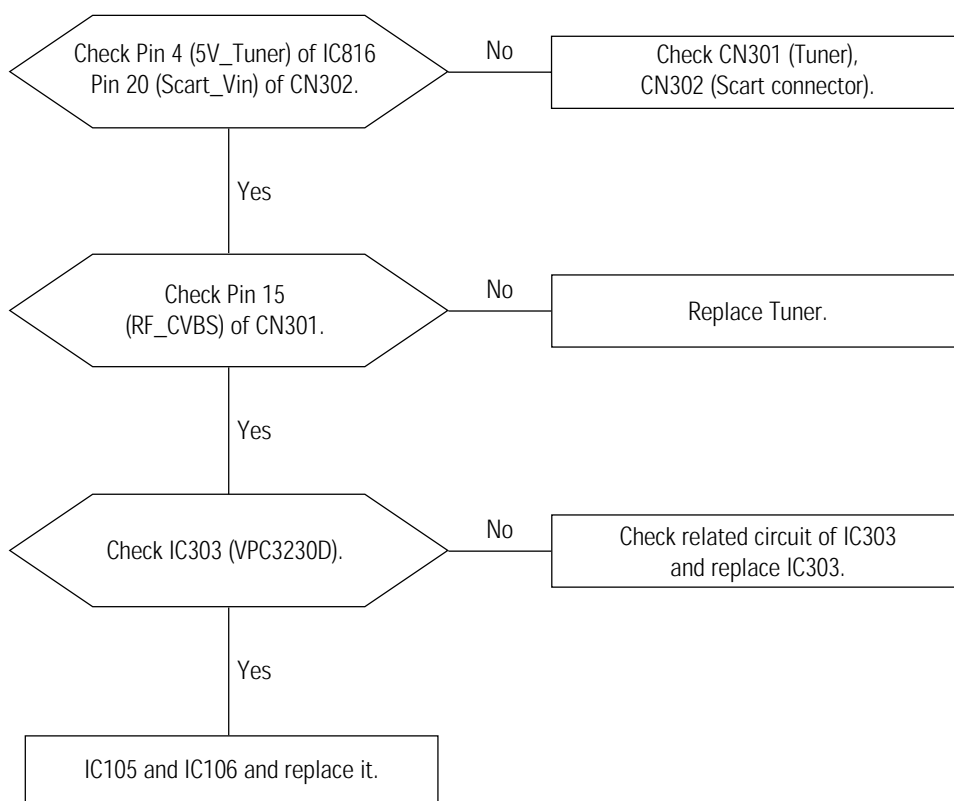 Check Pin 4 (5V_Tuner) of IC816
Pin 20 (Scart_Vin) of CN302.
No
Check CN301 (Tuner),
CN302 (Scart connector).
Yes
Check Pin 15
(RF_CVBS) of CN301.
No
Replace Tuner.
Yes
Check IC303 (VPC3230D).
No
Check related circuit of IC303
and replace IC303.
Yes
IC105 and IC106 and replace it.